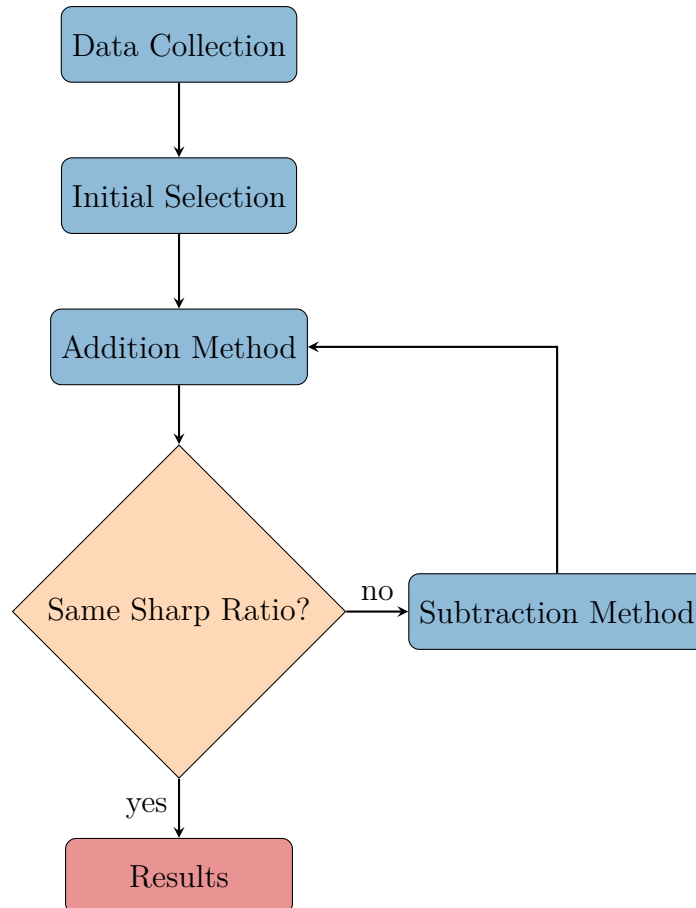 Data Collection
Initial Selection
Addition Method
Same Sharp Ratio?
no
Subtraction Method
yes
Results